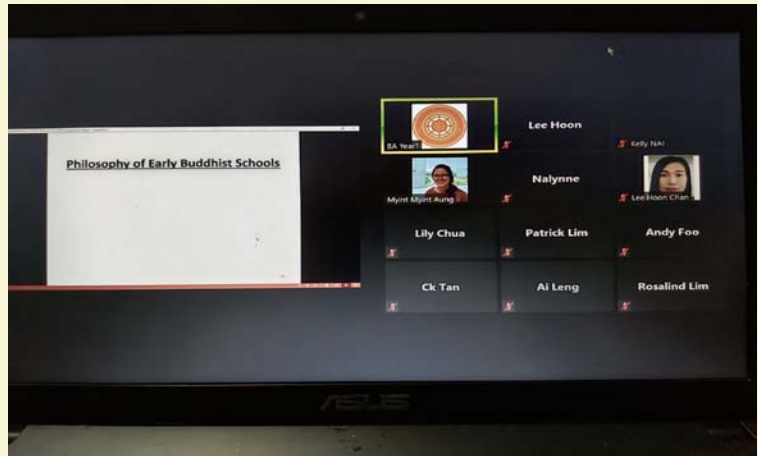 Philosophy of Early Buddhist Schools
BA Year1
Lee Hoon
Kelly NAI
Myint Myint Aung
Nalynne
Lee Hoon Chan
Lily Chua
Patrick Lim
Andy Foo
Ck Tan
Ai Leng
Rosalind Lim
ASUS